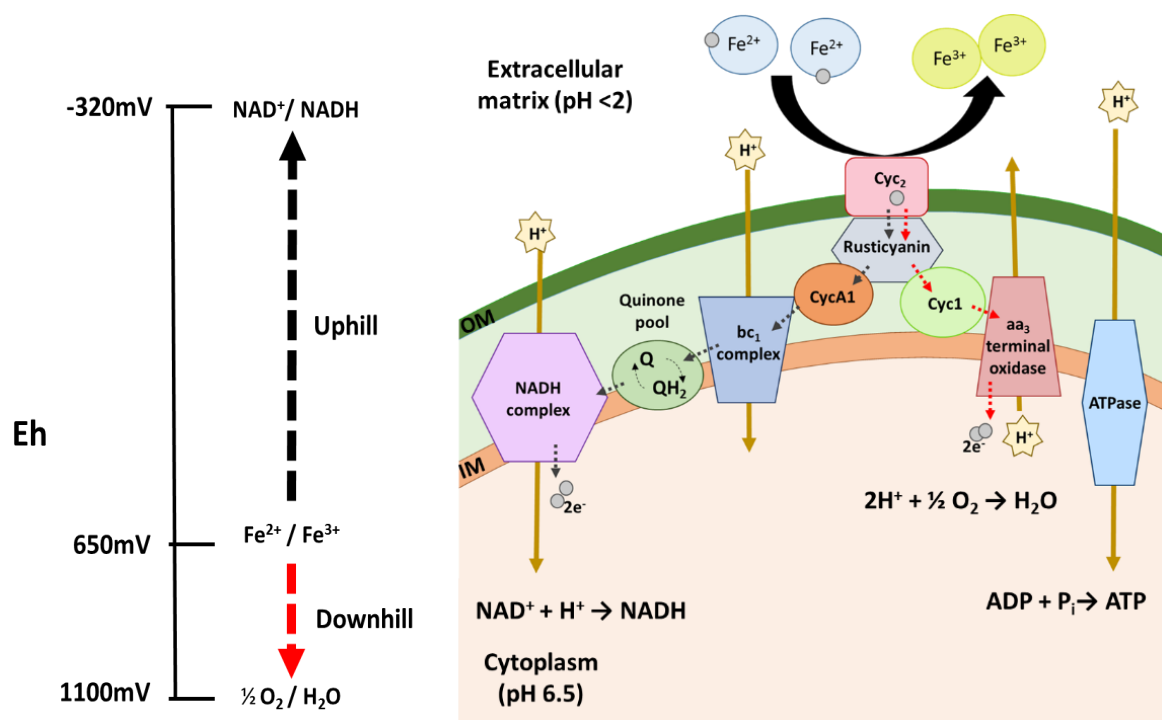 -320mV
NAD⁺/ NADH
Uphill
Eh
Fe²⁺ / Fe³⁺
650mV
Downhill
1100mV
½ O₂ / H₂O
Extracellular
matrix (pH <2)
Fe²⁺
Fe²⁺
Fe³⁺
Fe³⁺
H⁺
H⁺
H⁺
Cyc₂
Rusticyanin
CycA1
Cyc1
OM
Quinone
pool
Q
QH₂
bc₁
complex
aa₃
terminal
oxidase
NADH
complex
ATPase
IM
2e⁻
2e⁻
H⁺
2H⁺ + ½ O₂ → H₂O
NAD⁺ + H⁺ → NADH
ADP + Pᵢ→ ATP
Cytoplasm
(pH 6.5)